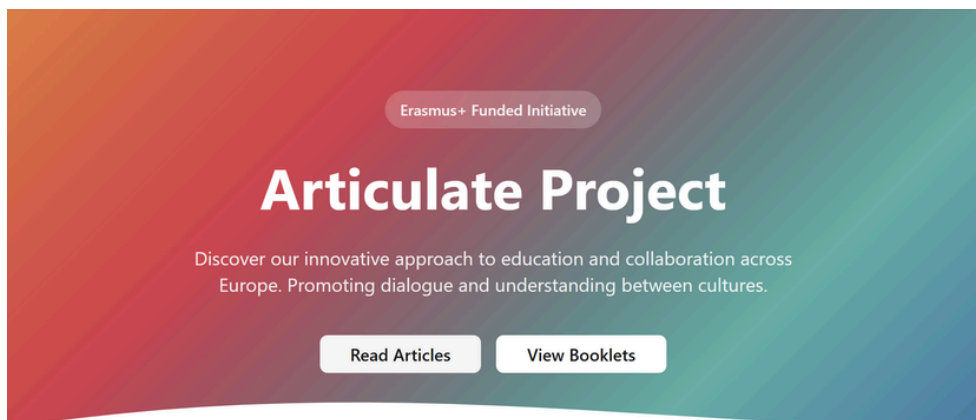 Erasmus+ Funded Initiative
Articulate Project
Discover our innovative approach to education and collaboration across
Europe. Promoting dialogue and understanding between cultures.
Read Articles
View Booklets